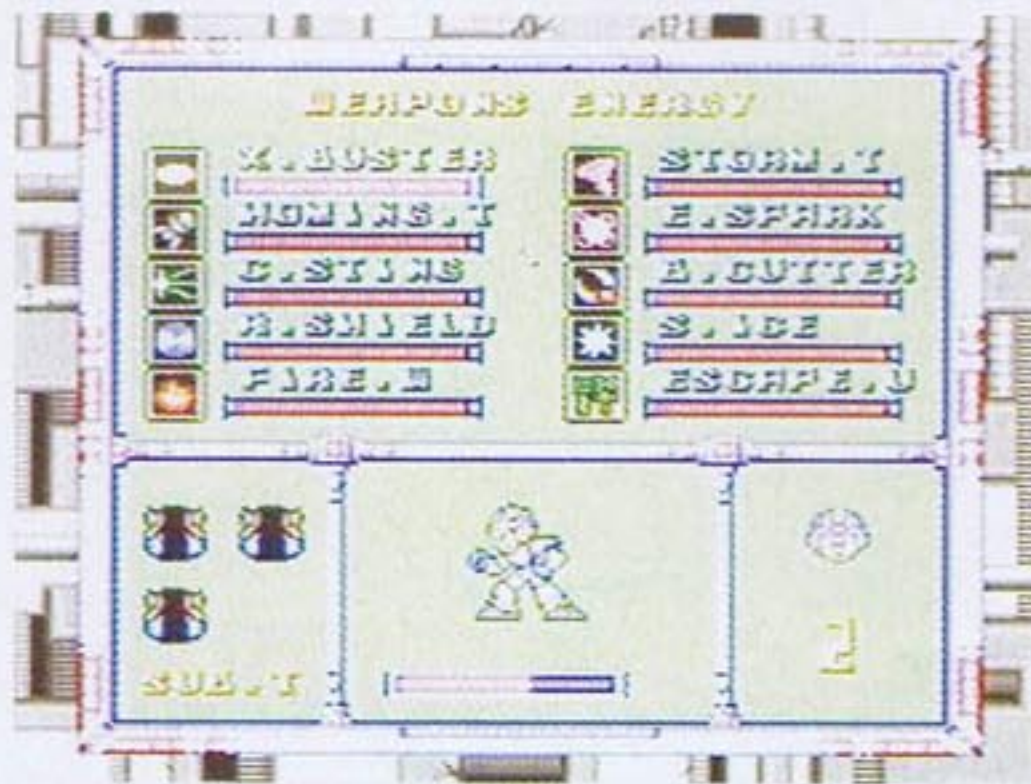 WEAPONS ENERGY
X.BUSTER
HOMING.T
C.STING
R.SHIELD
FIRE.W
STORM.T
E.SPARK
B.CUTTER
S.ICE
ESCAPE.U
SUB.T
2